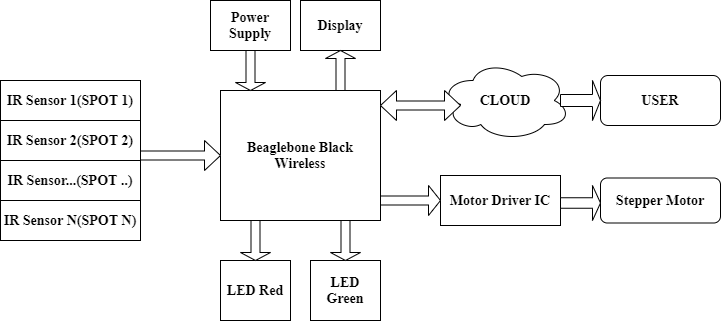 Power
Supply
Display
IR Sensor 1(SPOT 1)
IR Sensor 2(SPOT 2)
IR Sensor...(SPOT ..)
IR Sensor N(SPOT N)
Beaglebone Black
Wireless
CLOUD
USER
Motor Driver IC
Stepper Motor
LED Red
LED
Green